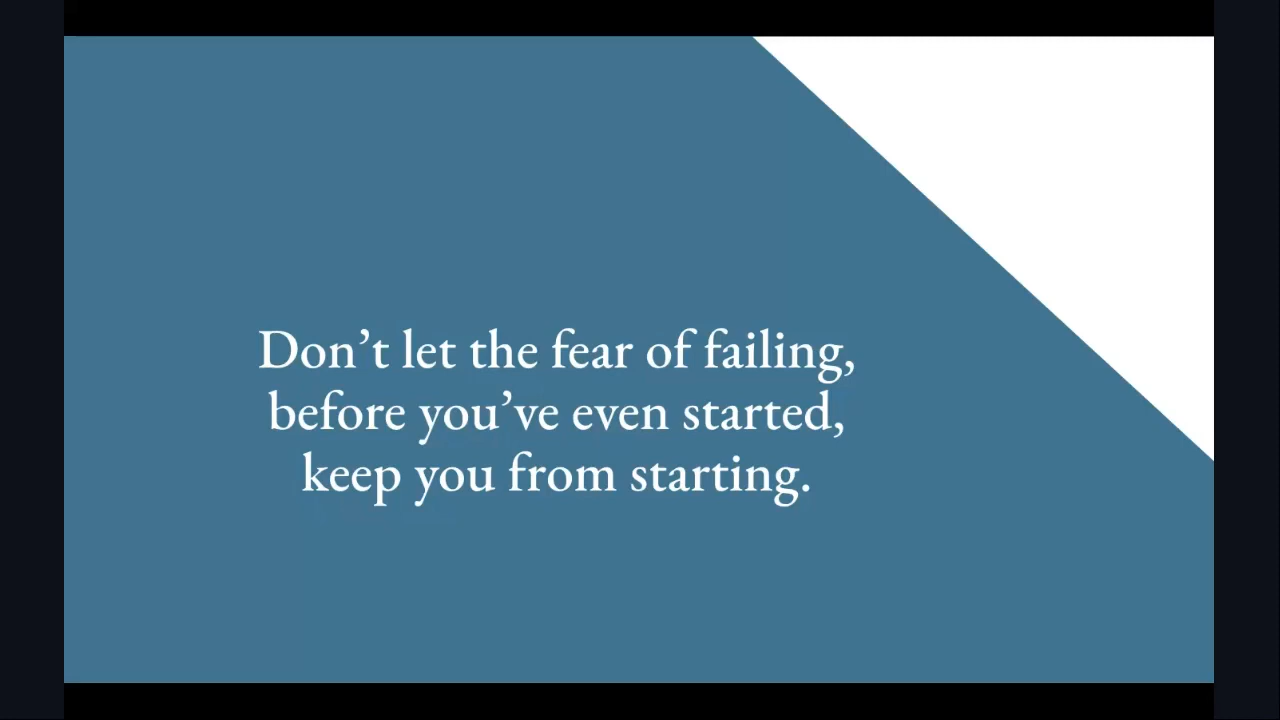 Don’t let the fear of failing,
before you’ve even started,
keep you from starting.